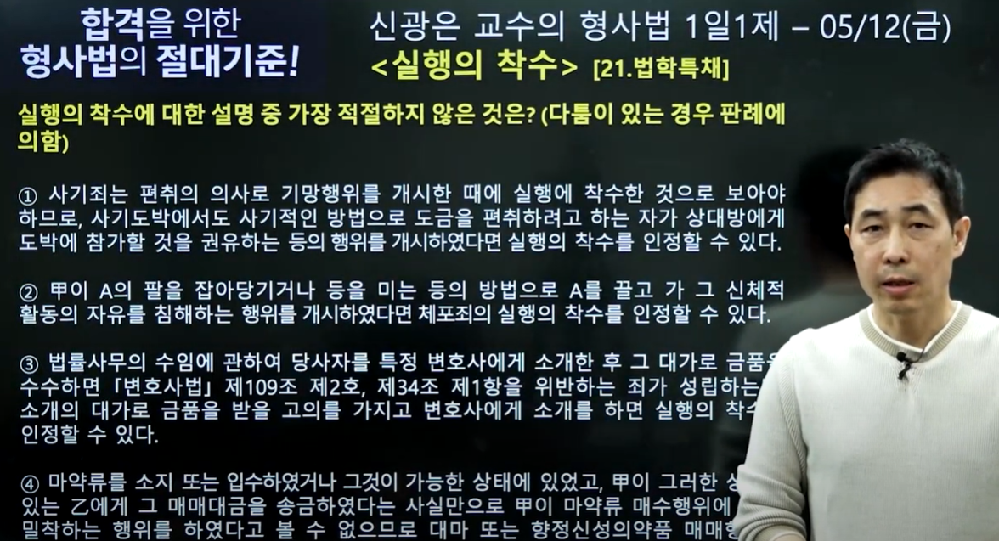 합격을 위한
형사법의 절대기준!
신광은 교수의 형사법 1일1제 – 05/12(금)
<실행의 착수> [21.법학특채]
실행의 착수에 대한 설명 중 가장 적절하지 않은 것은? (다툼이 있는 경우 판례에
의함)
① 사기죄는 편취의 의사로 기망행위를 개시한 때에 실행에 착수한 것으로 보아야
하므로, 사기도박에서도 사기적인 방법으로 도금을 편취하려고 하는 자가 상대방에게
도박에 참가할 것을 권유하는 등의 행위를 개시하였다면 실행의 착수를 인정할 수 있다.
② 甲이 A의 팔을 잡아당기거나 등을 미는 등의 방법으로 A를 끌고 가 그 신체적
활동의 자유를 침해하는 행위를 개시하였다면 체포죄의 실행의 착수를 인정할 수 있다.
③ 법률사무의 수임에 관하여 당사자를 특정 변호사에게 소개한 후 그 대가로 금품을
수수하면 「변호사법」 제109조 제2호, 제34조 제1항을 위반하는 죄가 성립하는
소개의 대가로 금품을 받을 고의를 가지고 변호사에게 소개를 하면 실행의
인정할 수 있다.
④ 마약류를 소지 또는 입수하였거나 그것이 가능한 상태에 있었고, 甲이 그러한
있는 乙에게 그 매매대금을 송금하였다는 사실만으로 甲이 마약류 매수행위에
밀착하는 행위를 하였다고 볼 수 없으므로 대마 또는 향정신성의약품